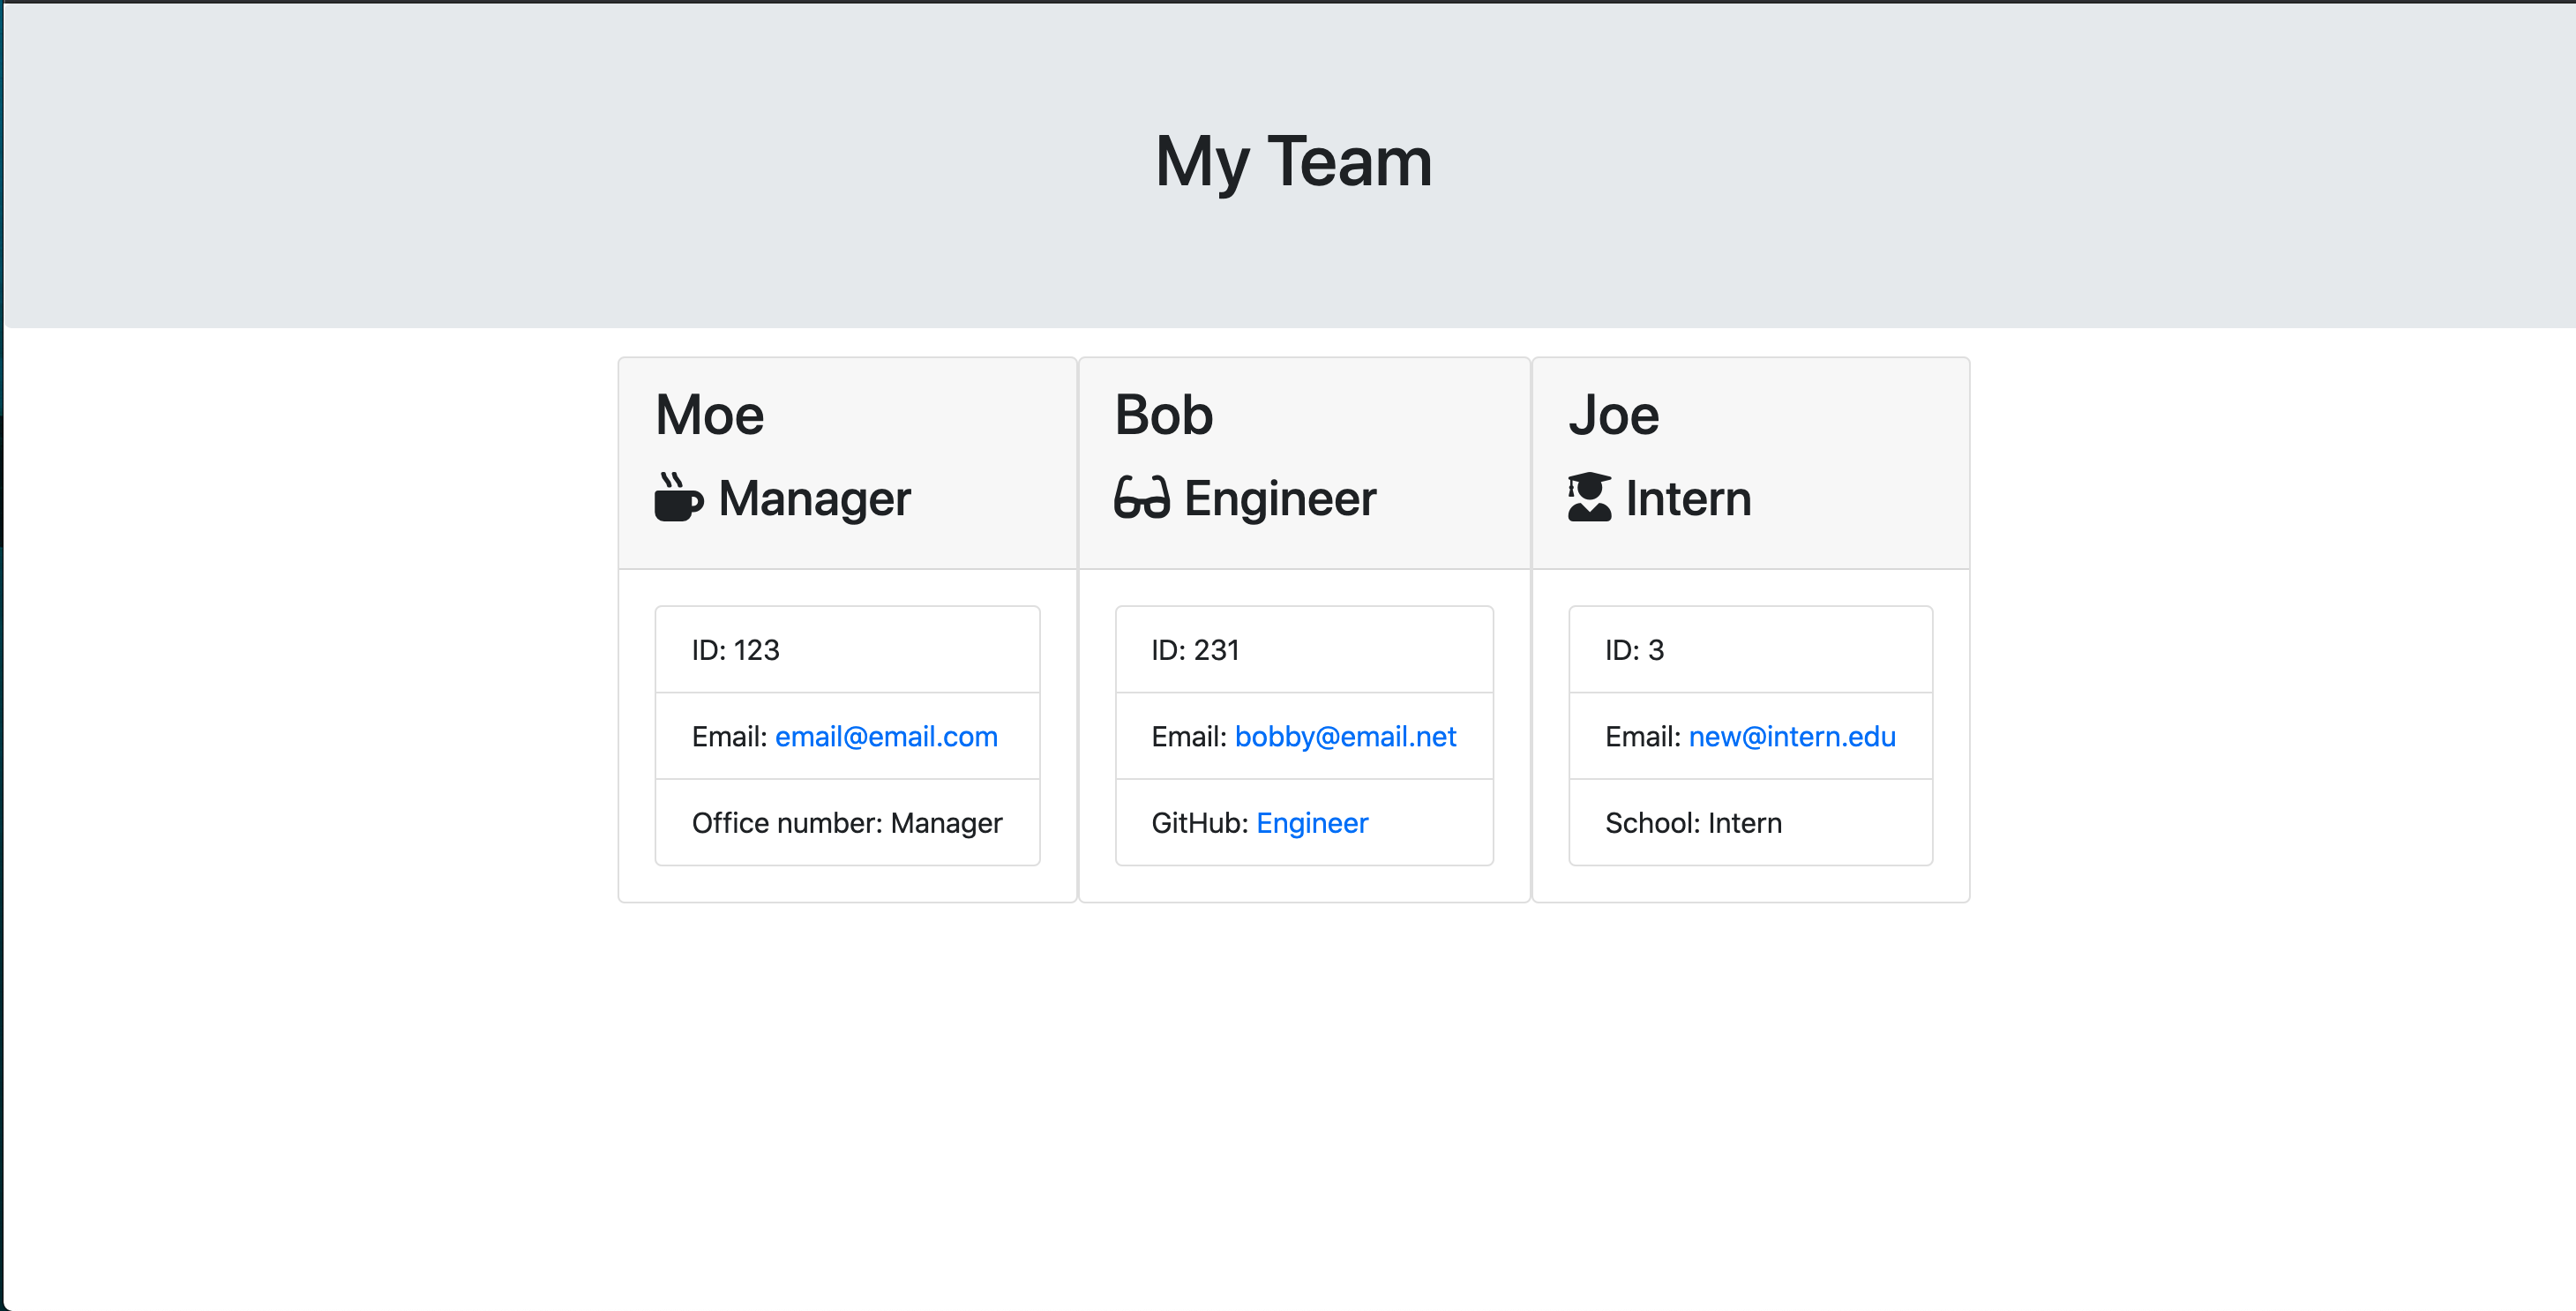 My Team
Moe
Manager
ID: 123
Email: email@email.com
Office number: Manager
Bob
Engineer
ID: 231
Email: bobby@email.net
GitHub: Engineer
Joe
Intern
ID: 3
Email: new@intern.edu
School: Intern